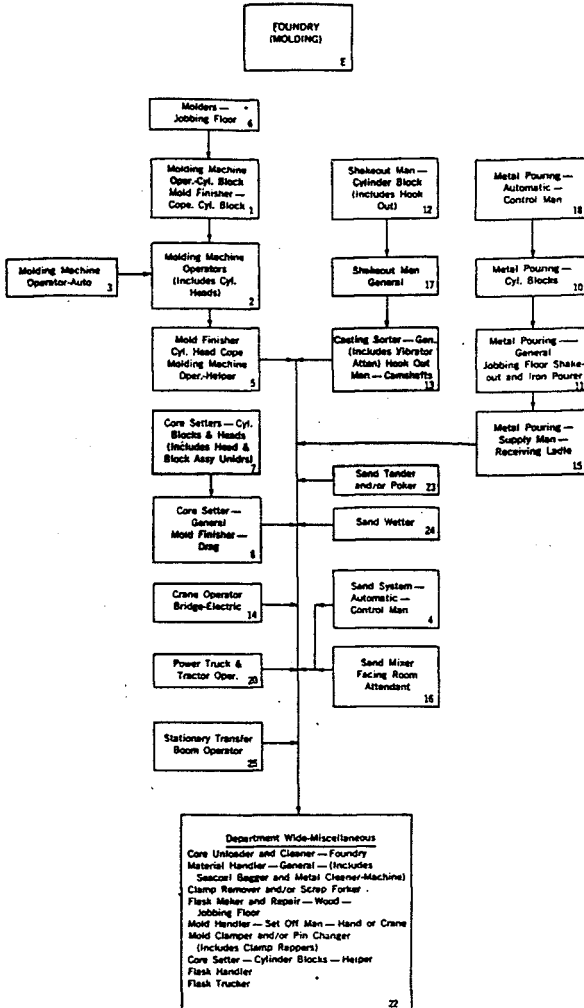 FOUNDRY
(MOLDING)
E
Molders —
Jobbing Floor
6
Molding Machine
Oper.-Cyl. Block
Mold Finisher —
Cope. Cyl. Block
1
Molding Machine
Operator-Auto
3
Molding Machine
Operators
(Includes Cyl.
Heads)
2
Mold Finisher
Cyl. Head Cope
Molding Machine
Oper.-Helper
5
Shakeout Man —
Cylinder Block
(Includes Hook
Out)
12
Shakeout Men
General
17
Casting Sorter — Gen.
(Includes Vibrator
Atten) Hook Out
Man — Camshafts
13
Metal Pouring —
Automatic —
Control Man
18
Metal Pouring —
Cyl. Blocks
10
Metal Pouring —
General
Jobbing Floor Shake-
out and Iron Pourer
11
Metal Pouring —
Supply Man —
Receiving Ladle
15
Core Setters — Cyl.
Blocks & Heads
(Includes Head &
Block Assy Unldrs)
7
Core Setter —
General
Mold Finisher —
Drag
8
Sand Tender
and/or Poker
23
Sand Wetter
24
Crane Operator
Bridge-Electric
14
Sand System —
Automatic —
Control Man
4
Power Truck &
Tractor Oper.
20
Sand Mixer
Facing Room
Attendant
16
Stationary Transfer
Boom Operator
25
Department Wide-Miscellaneous
Core Unloader and Cleaner — Foundry
Material Handler — General — (Includes
Seacoal Bagger and Metal Cleaner-Machine)
Clamp Remover and/or Scrap Forker
Flask Maker and Repair — Wood —
Jobbing Floor
Mold Handler — Set Off Man — Hand or Crane
Mold Clamper and/or Pin Changer
(Includes Clamp Rappers)
Core Setter — Cylinder Blocks — Helper
Flask Handler
Flask Trucker
22